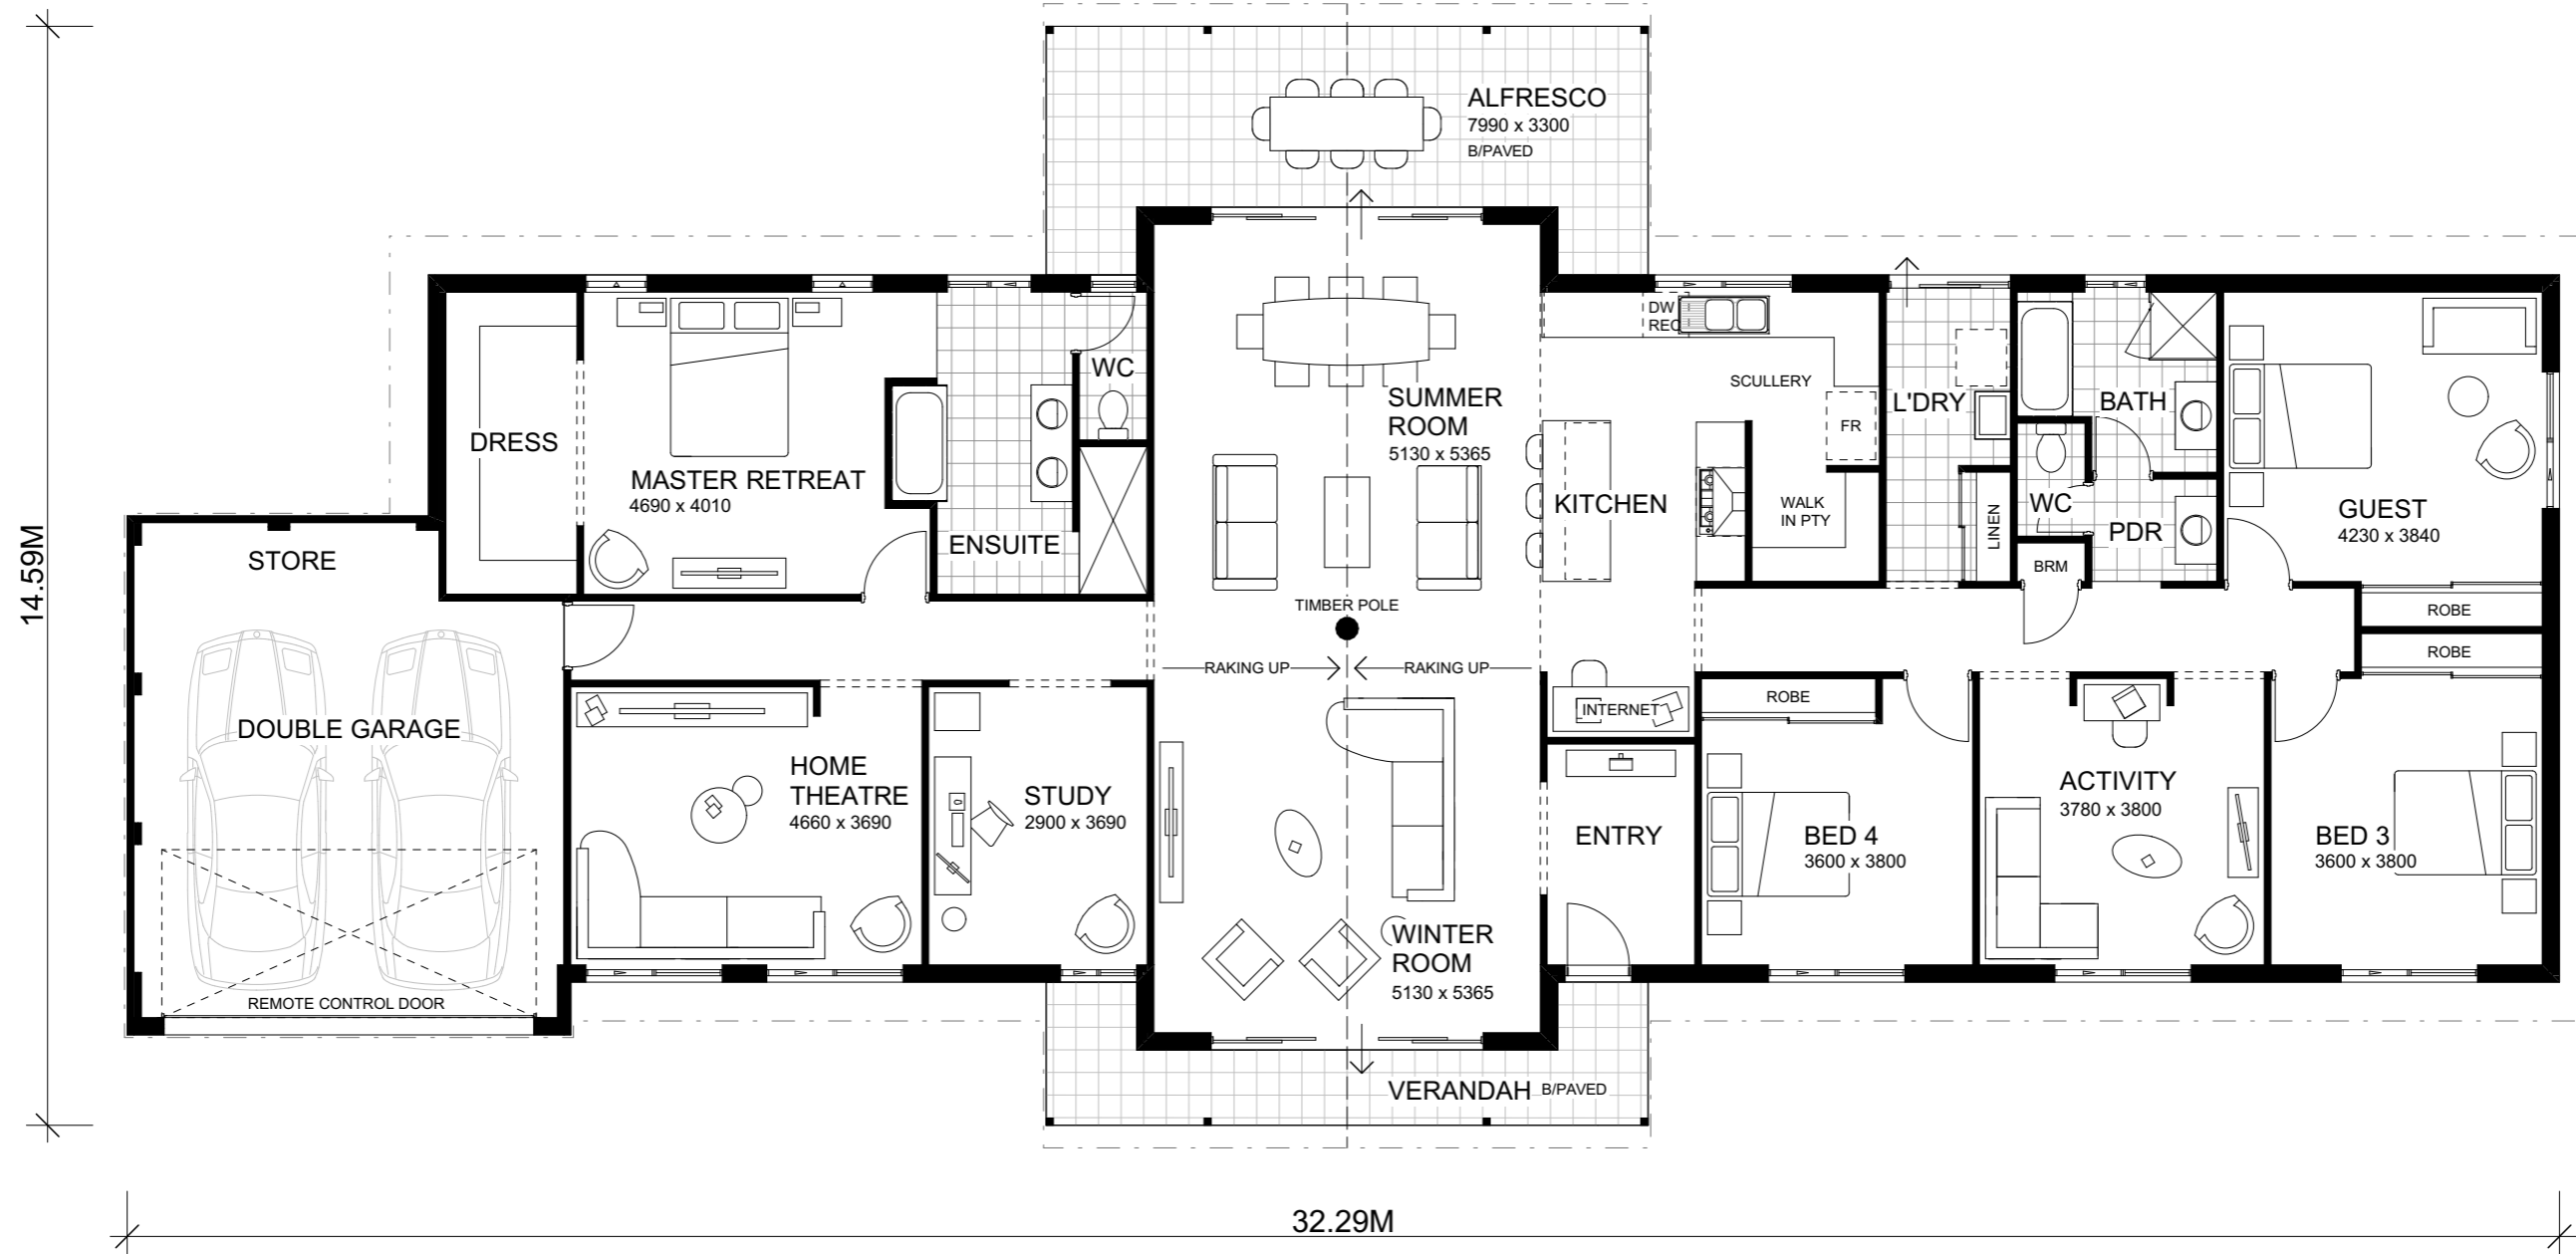 ALFRESCO
7990 x 3300
B/PAVED
14.59M
STORE
DOUBLE GARAGE
REMOTE CONTROL DOOR
DRESS
MASTER RETREAT
4690 x 4010
ENSUITE
WC
HOME
THEATRE
4660 x 3690
STUDY
2900 x 3690
SUMMER
ROOM
5130 x 5365
TIMBER POLE
RAKING UP
RAKING UP
WINTER
ROOM
5130 x 5365
VERANDAH
B/PAVED
KITCHEN
DW
REC
SCULLERY
FR
WALK
IN PTY
INTERNET
ENTRY
L'DRY
LINEN
BATH
WC
PDR
BRM
GUEST
4230 x 3840
ROBE
ROBE
ROBE
BED 4
3600 x 3800
ACTIVITY
3780 x 3800
BED 3
3600 x 3800
32.29M